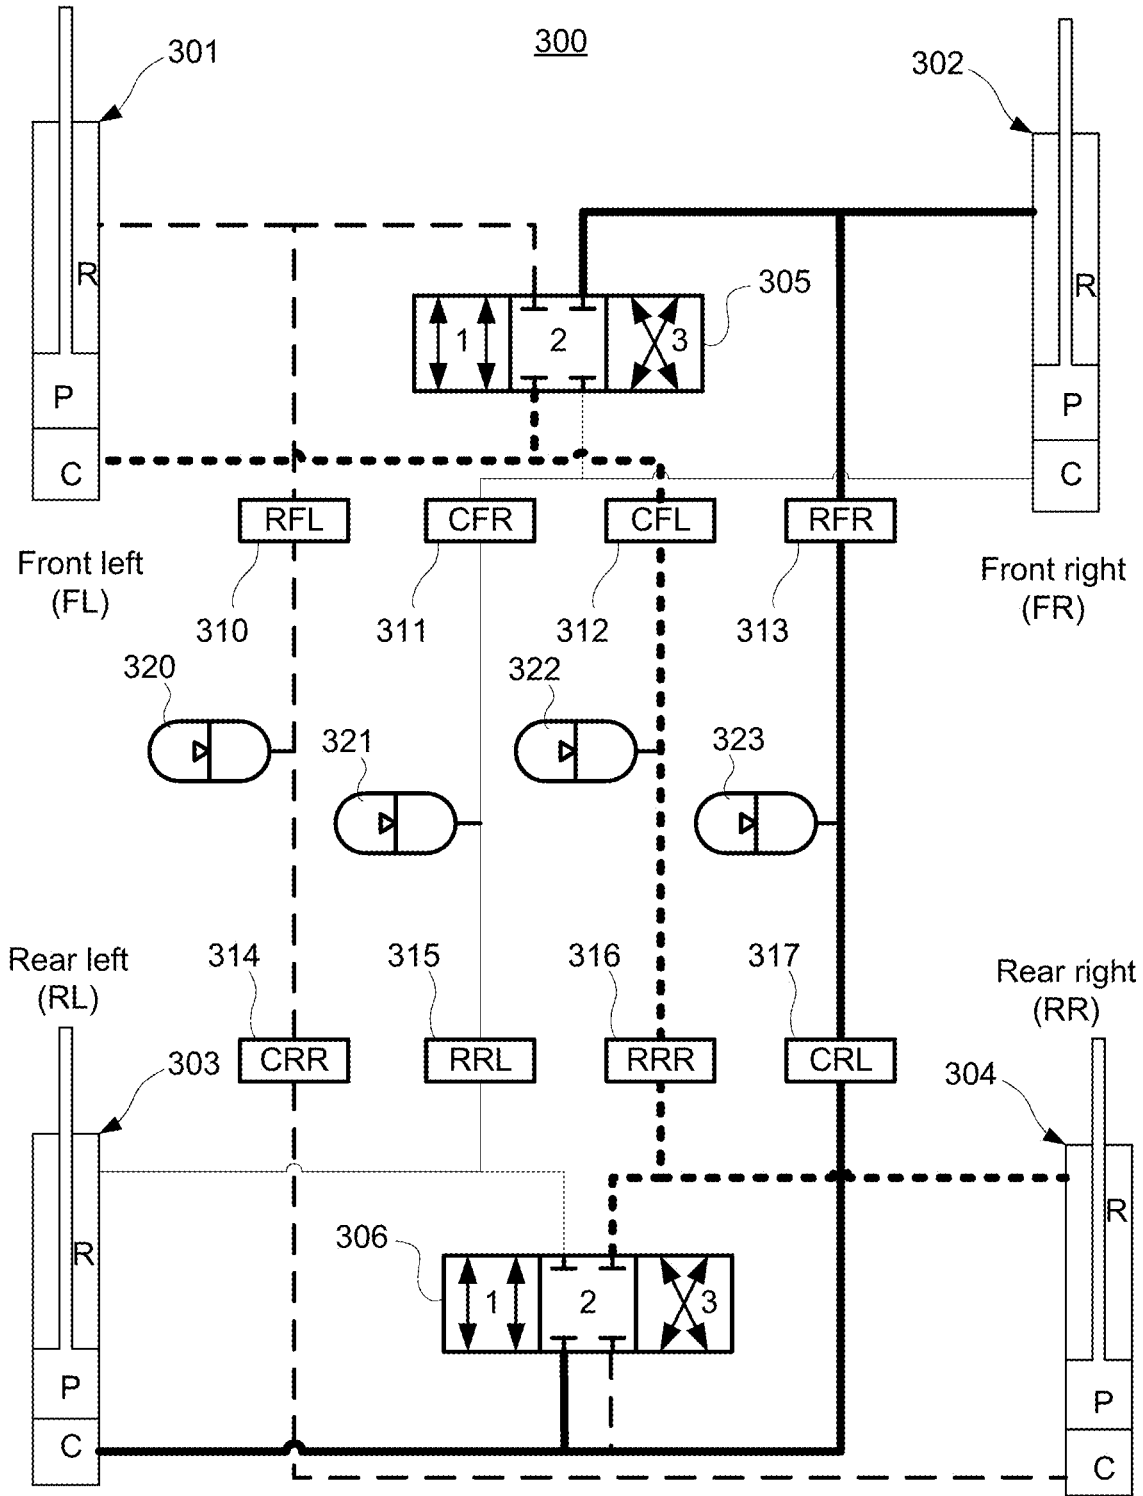 300
301
302
R
R
305
1
2
3
P
P
C
C
RFL
CFR
CFL
RFR
Front left
(FL)
Front right
(FR)
310
311
312
313
320
322
321
323
Rear left
(RL)
314
315
316
317
Rear right
(RR)
CRR
RRL
RRR
CRL
303
304
R
R
306
1
2
3
P
P
C
C